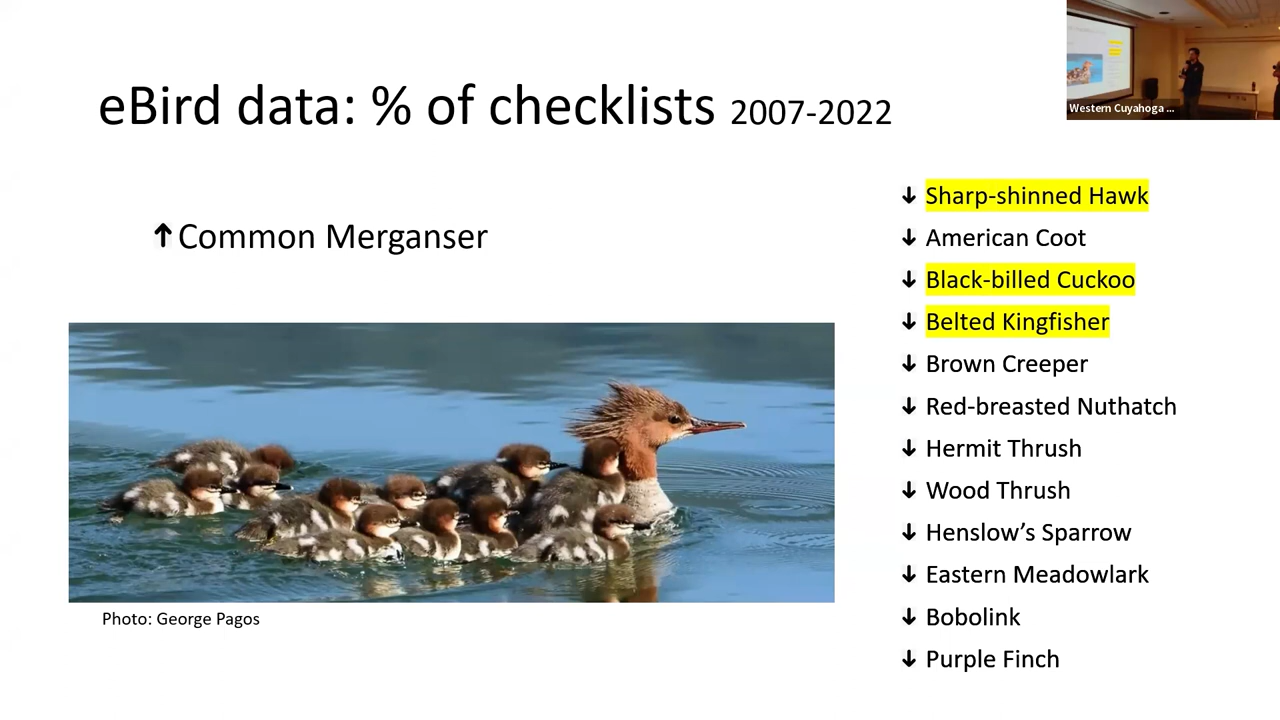 eBird data: % of checklists 2007-2022
Western Cuyahoga ...
↑ Common Merganser
Photo: George Pagos
↓ Sharp-shinned Hawk
↓ American Coot
↓ Black-billed Cuckoo
↓ Belted Kingfisher
↓ Brown Creeper
↓ Red-breasted Nuthatch
↓ Hermit Thrush
↓ Wood Thrush
↓ Henslow’s Sparrow
↓ Eastern Meadowlark
↓ Bobolink
↓ Purple Finch